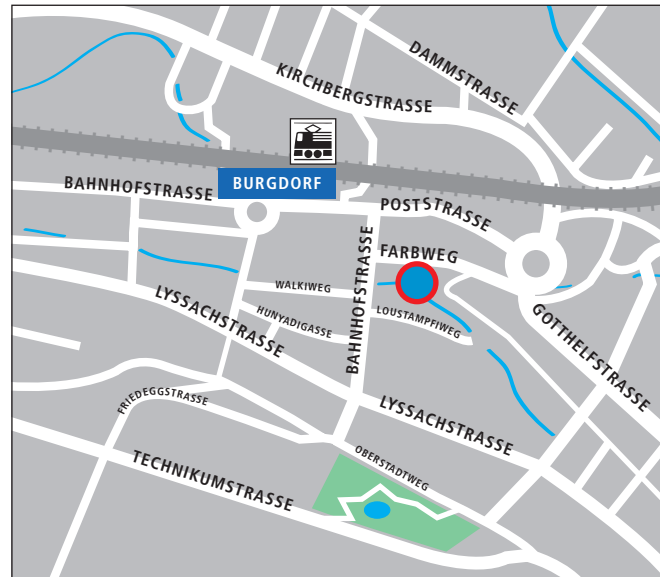 DAMMSTRASSE
KIRCHBERGSTRASSE
BURGDORF
BAHNHOFSTRASSE
POSTSTRASSE
FARBWEG
BAHNHOFSTRASSE
WALKIWEG
LYSSACHSTRASSE
HUNYADIGASSE
LOUSTAMPFIWEG
GOTTHELFSTRASSE
FRIEDEGGSTRASSE
LYSSACHSTRASSE
OBERSTADTWEG
TECHNIKUMSTRASSE